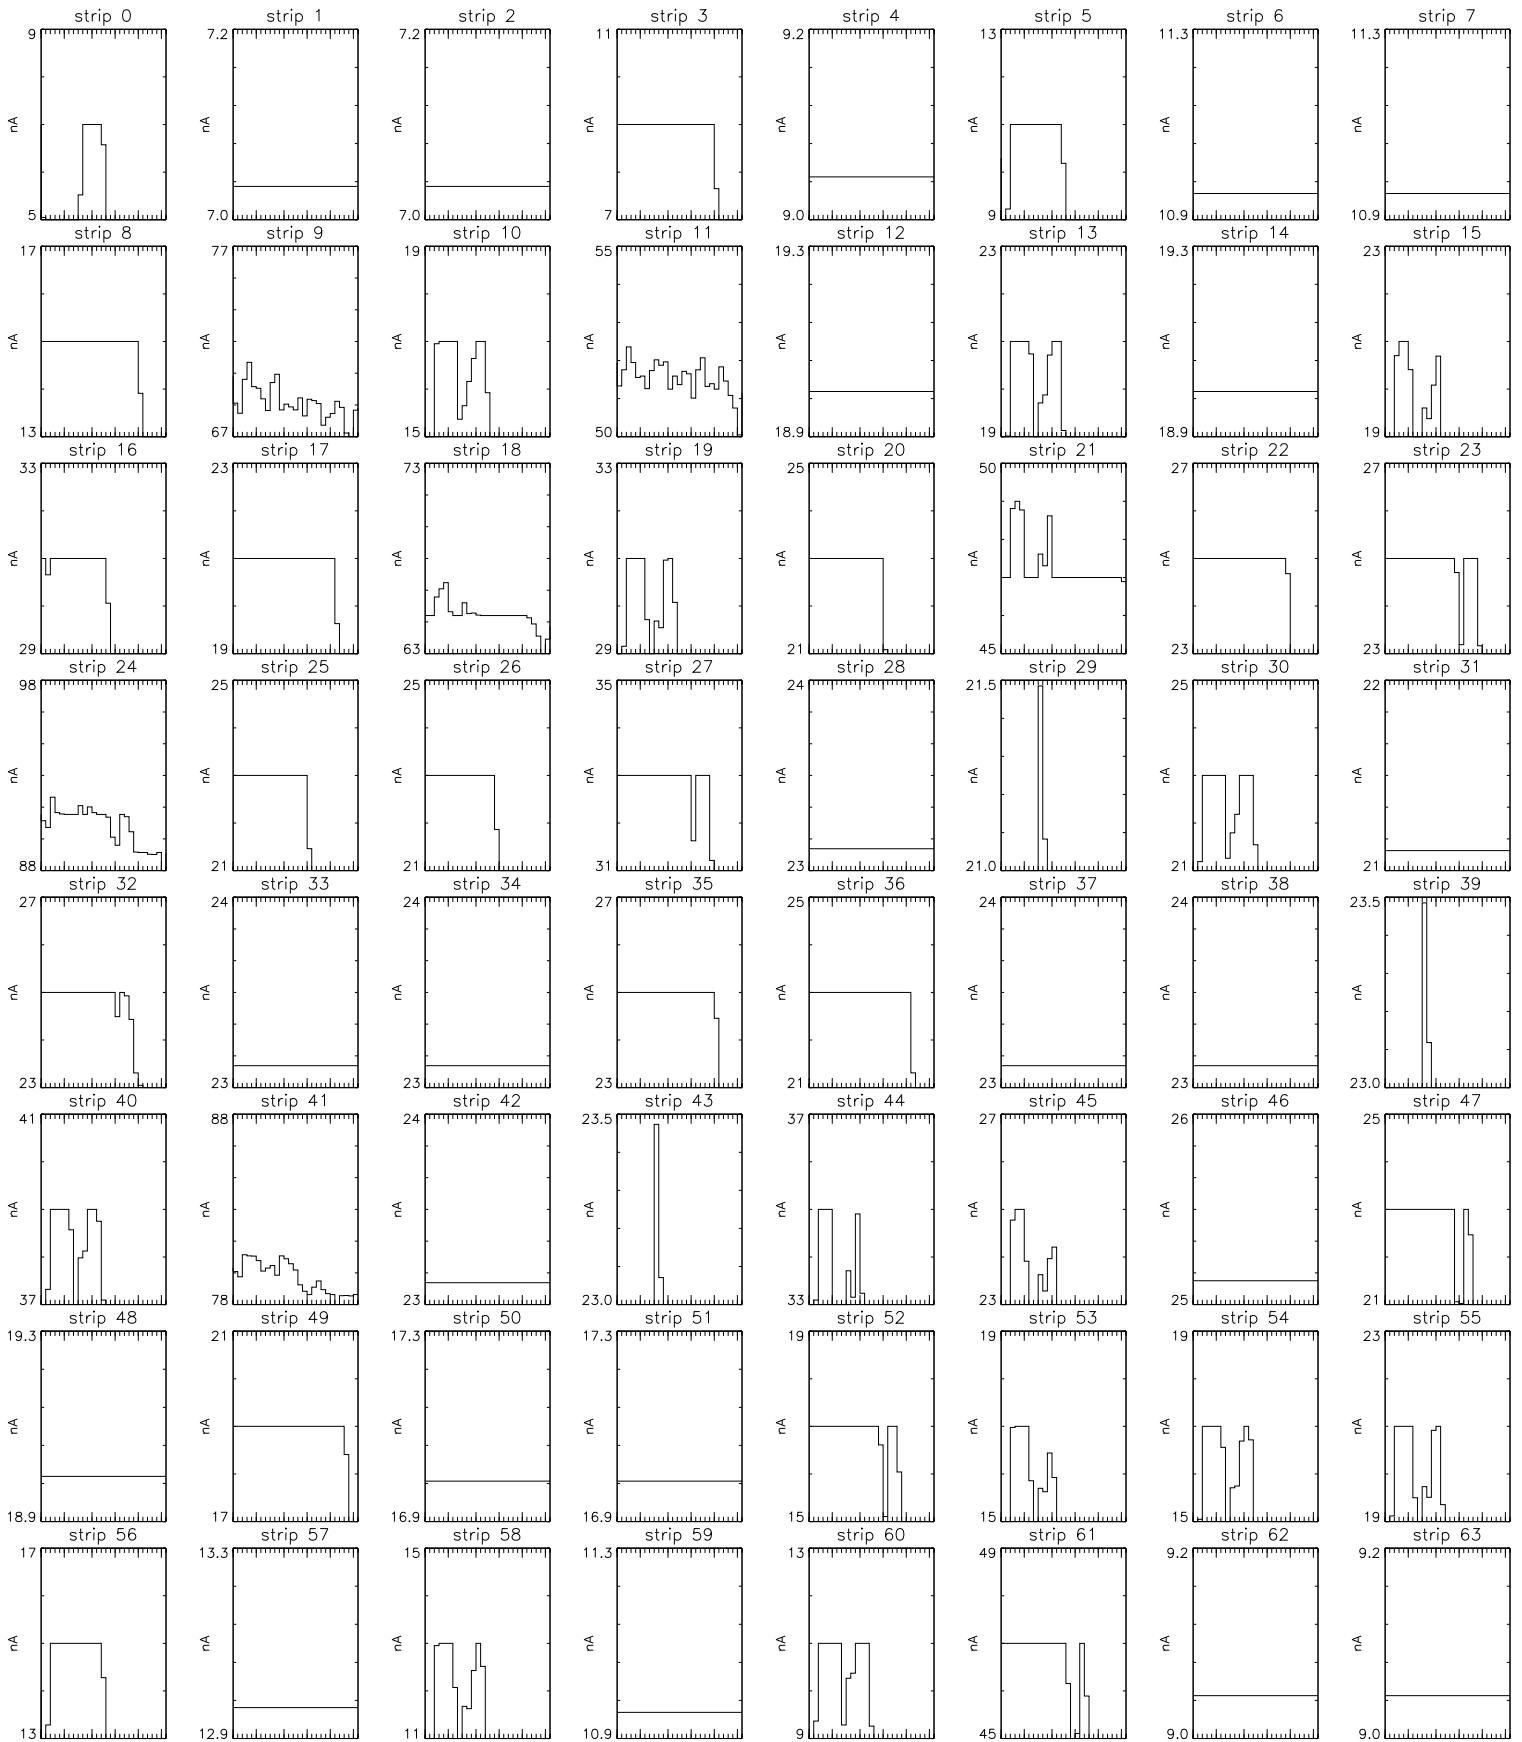 strip 0 strip 1 strip 2 strip 3 strip 4 strip 5 strip 6 strip 7
9 7.2 7.2 11 9.2 13 11.3 11.3
nA nA nA nA nA nA nA nA
5 7.0 7.0 7 9.0 9 10.9 10.9
strip 8 strip 9 strip 10 strip 11 strip 12 strip 13 strip 14 strip 15
17 77 19 55 19.3 23 19.3 23
nA nA nA nA nA nA nA nA
13 67 15 50 18.9 19 18.9 19
strip 16 strip 17 strip 18 strip 19 strip 20 strip 21 strip 22 strip 23
33 23 73 33 25 50 27 27
nA nA nA nA nA nA nA nA
29 19 63 29 21 45 23 23
strip 24 strip 25 strip 26 strip 27 strip 28 strip 29 strip 30 strip 31
98 25 25 35 24 21.5 25 22
nA nA nA nA nA nA nA nA
88 21 21 31 23 21.0 21 21
strip 32 strip 33 strip 34 strip 35 strip 36 strip 37 strip 38 strip 39
27 24 24 27 25 24 24 23.5
nA nA nA nA nA nA nA nA
23 23 23 23 21 23 23 23.0
strip 40 strip 41 strip 42 strip 43 strip 44 strip 45 strip 46 strip 47
41 88 24 23.5 37 27 26 25
nA nA nA nA nA nA nA nA
37 78 23 23.0 33 23 25 21
strip 48 strip 49 strip 50 strip 51 strip 52 strip 53 strip 54 strip 55
19.3 21 17.3 17.3 19 19 19 23
nA nA nA nA nA nA nA nA
18.9 17 16.9 16.9 15 15 15 19
strip 56 strip 57 strip 58 strip 59 strip 60 strip 61 strip 62 strip 63
17 13.3 15 11.3 13 49 9.2 9.2
nA nA nA nA nA nA nA nA
13 12.9 11 10.9 9 45 9.0 9.0